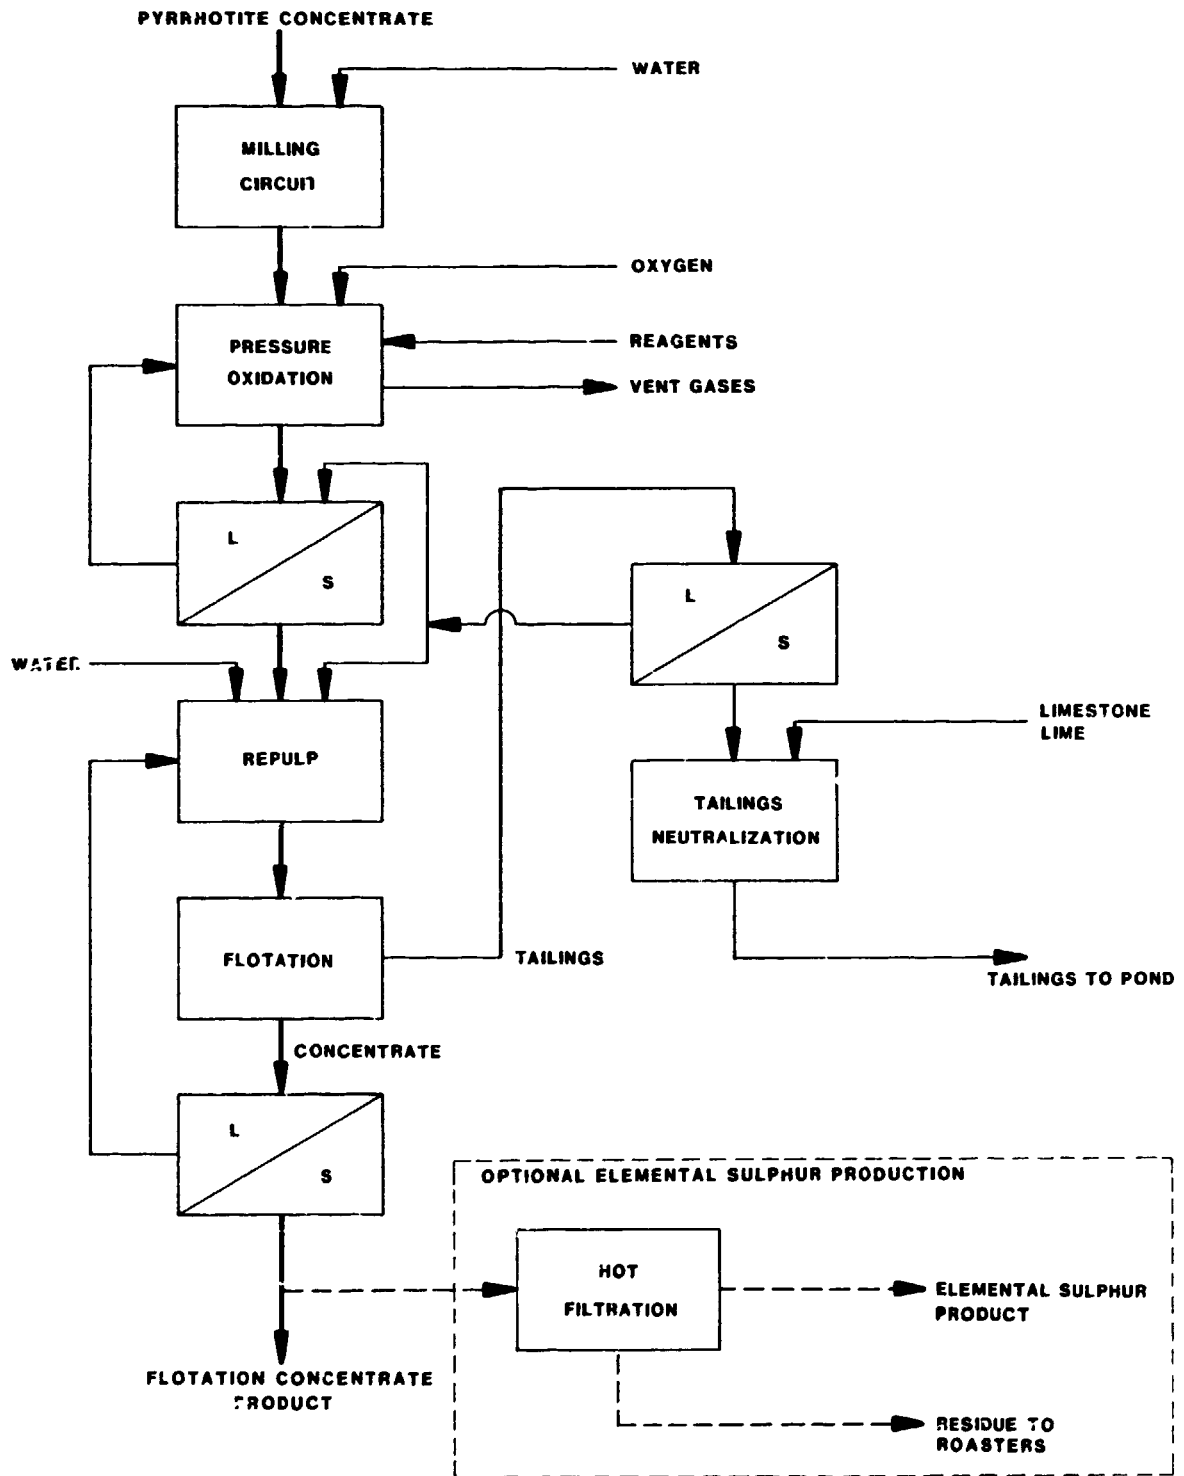 PYRRHOTITE CONCENTRATE
WATER
MILLING
CIRCUIT
OXYGEN
PRESSURE
OXIDATION
REAGENTS
VENT GASES
L
S
L
S
WATER
REPULP
LIMESTONE
LIME
TAILINGS
NEUTRALIZATION
FLOTATION
TAILINGS
TAILINGS TO POND
CONCENTRATE
L
S
OPTIONAL ELEMENTAL SULPHUR PRODUCTION
HOT
FILTRATION
ELEMENTAL SULPHUR
PRODUCT
FLOTATION CONCENTRATE
PRODUCT
RESIDUE TO
ROASTERS